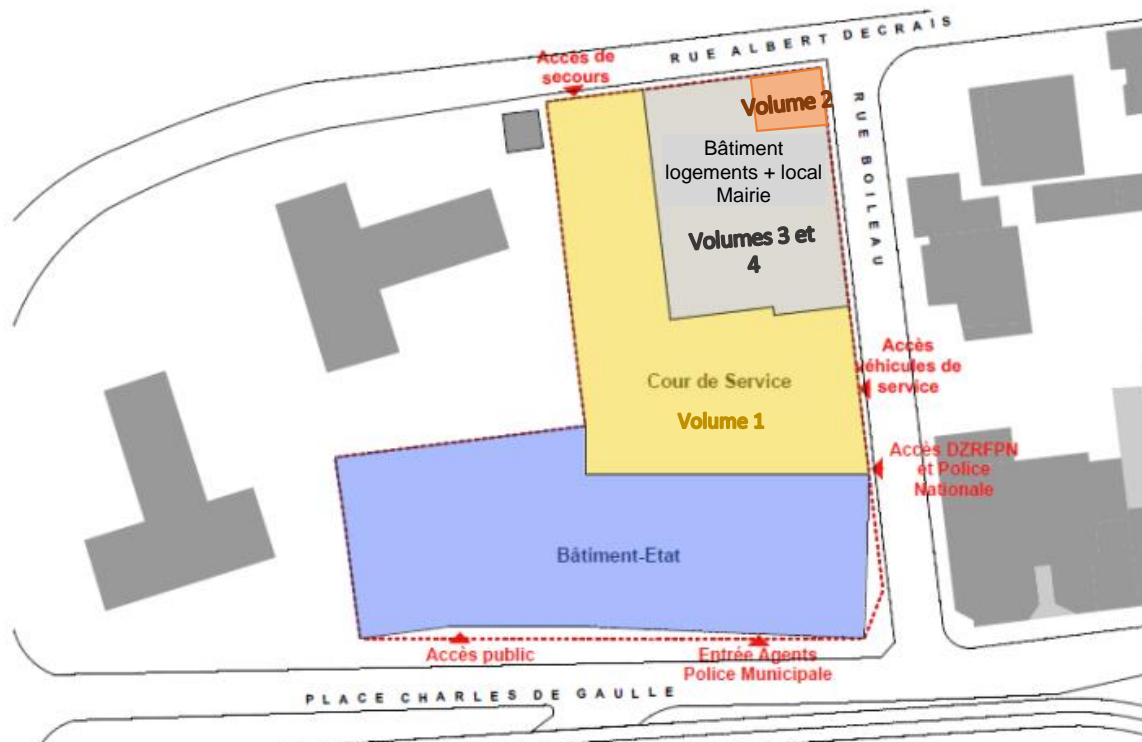 RUE ALBERT DECRAIS
Accès de
secours
Volume 2
RUE BOILEAU
Bâtiment
logements + local
Mairie
Volumes 3 et
4
Accès
véhicules de
service
Cour de Service
Volume 1
Accès DZRFPN
et Police
Nationale
Bâtiment-Etat
Accès public
Entrée Agents
Police Municipale
PLACE CHARLES DE GAULLE